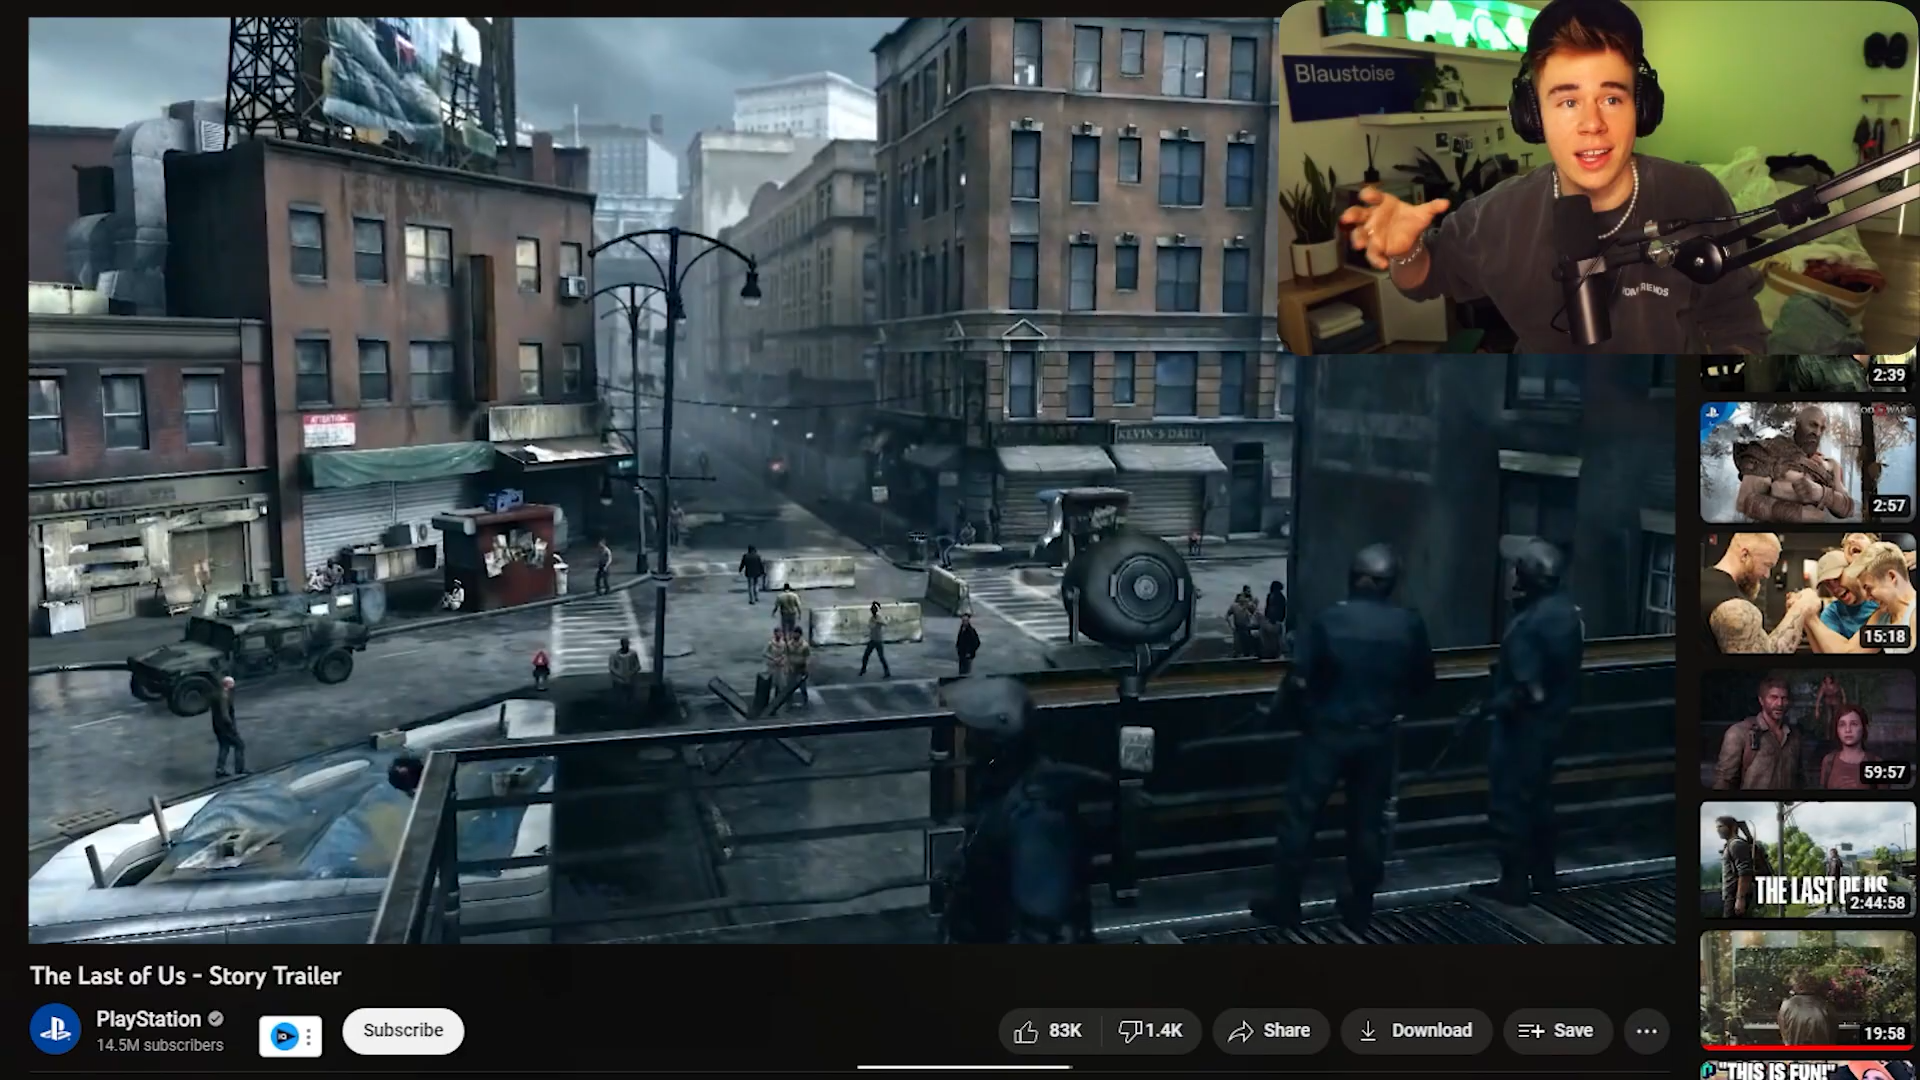 Blaustoise
ATTENTION
KITCHEN
KEVIN'S DAILY
2:39
2:57
15:18
59:57
THE LAST OF US
2:44:58
19:58
"THIS IS FUN!"
The Last of Us - Story Trailer
PlayStation
14.5M subscribers
Subscribe
83K
1.4K
Share
Download
Save